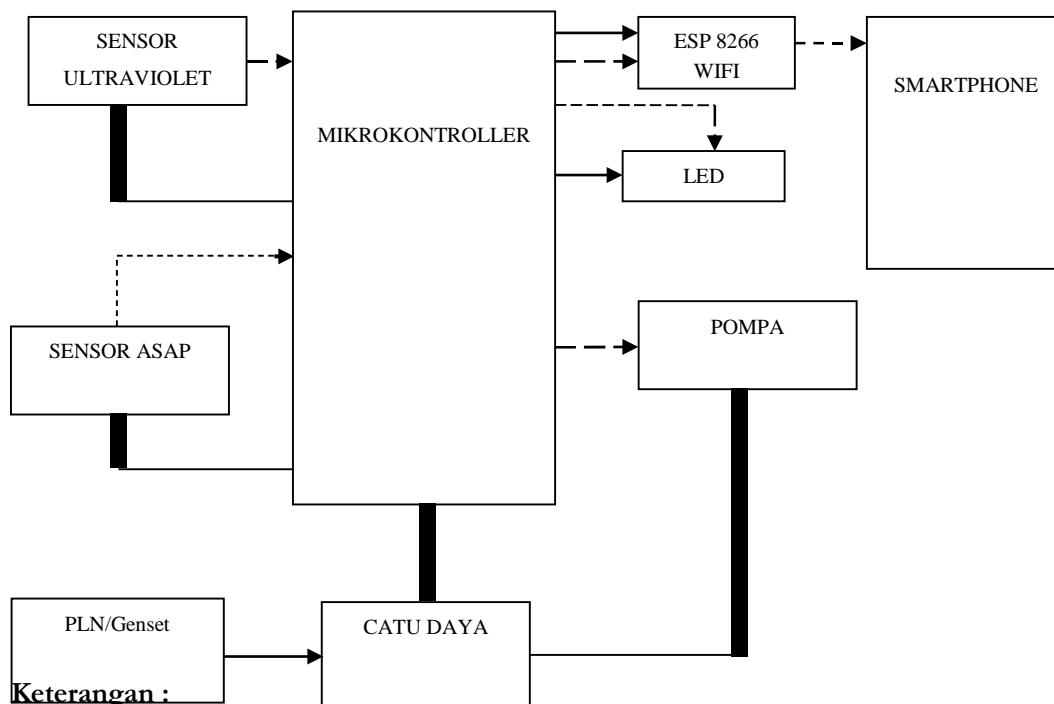 SENSOR
ULTRAVIOLET
MIKROKONTROLLER
ESP 8266
WIFI
SMARTPHONE
LED
SENSOR ASAP
POMPA
PLN/Genset
CATU DAYA
Keterangan :